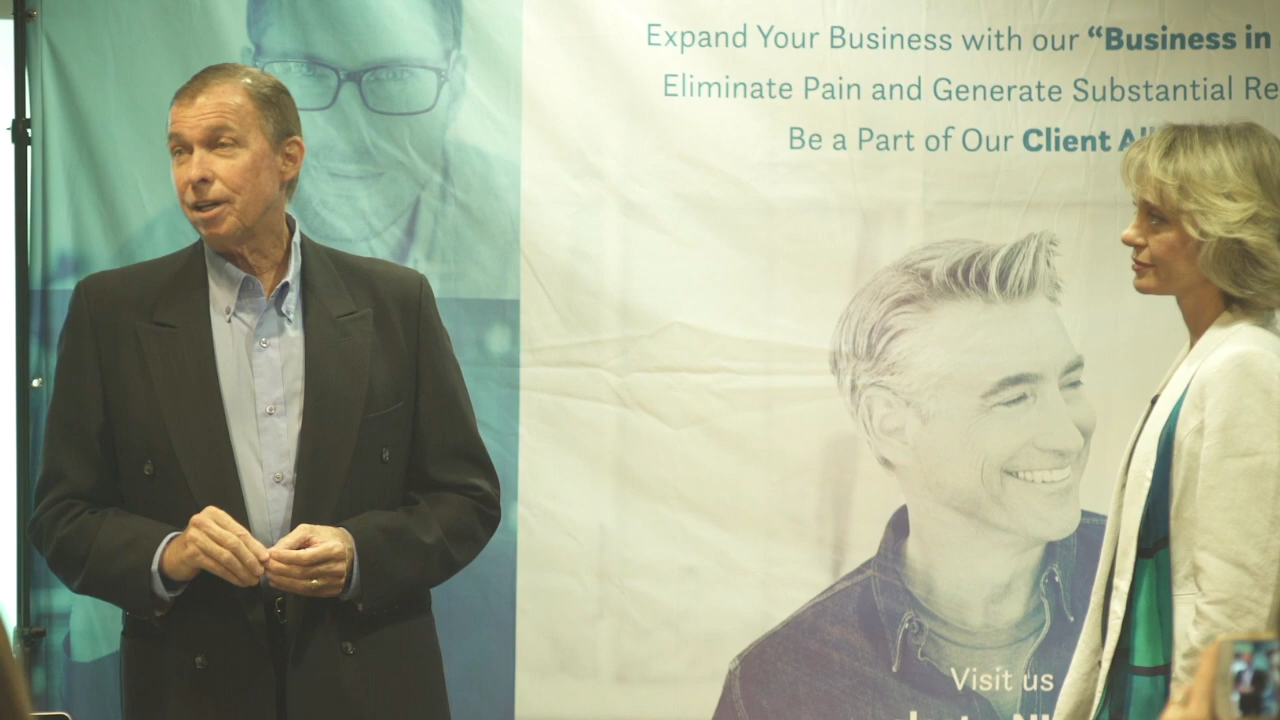 Expand Your Business with our “Business in
Eliminate Pain and Generate Substantial
Be a Part of Our Client
Visit us